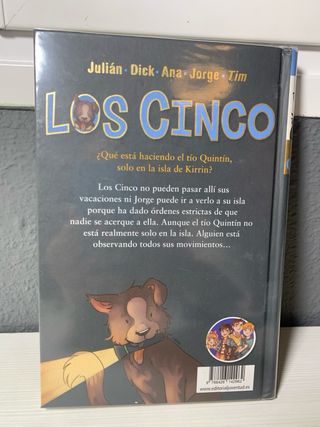 Julián · Dick · Ana · Jorge · Tim
LOS CINCO
¿Qué está haciendo el tío Quintín,
solo en la isla de Kirrin?
Los Cinco no pueden pasar allí sus
vacaciones ni Jorge puede ir a verlo a su isla
porque ha dado órdenes estrictas de que
nadie se acerque a ella. Aunque el tío Quintín
no está realmente solo en la isla. Alguien está
observando todos sus movimientos...
www.editorialjuventud.es